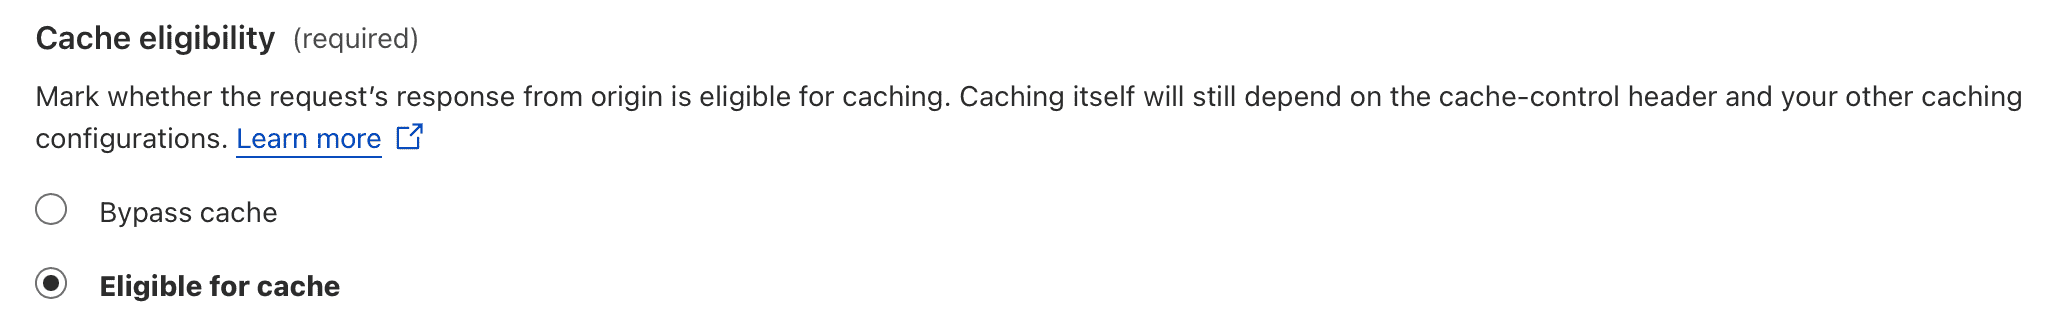 Cache eligibility (required)
Mark whether the request’s response from origin is eligible for caching. Caching itself will still depend on the cache-control header and your other caching
configurations. Learn more
Bypass cache
Eligible for cache